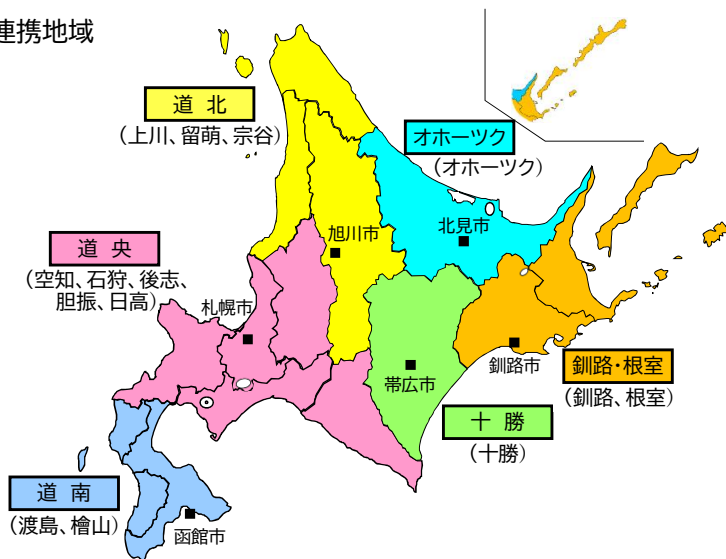 連携地域
道 北
(上川、留萌、宗谷)
オホーツク
(オホーツク)
旭川市
北見市
道 央
(空知、石狩、後志、
胆振、日高)
札幌市
帯広市
釧路市
釧路・根室
(釧路、根室)
十 勝
(十勝)
道 南
(渡島、檜山)
函館市